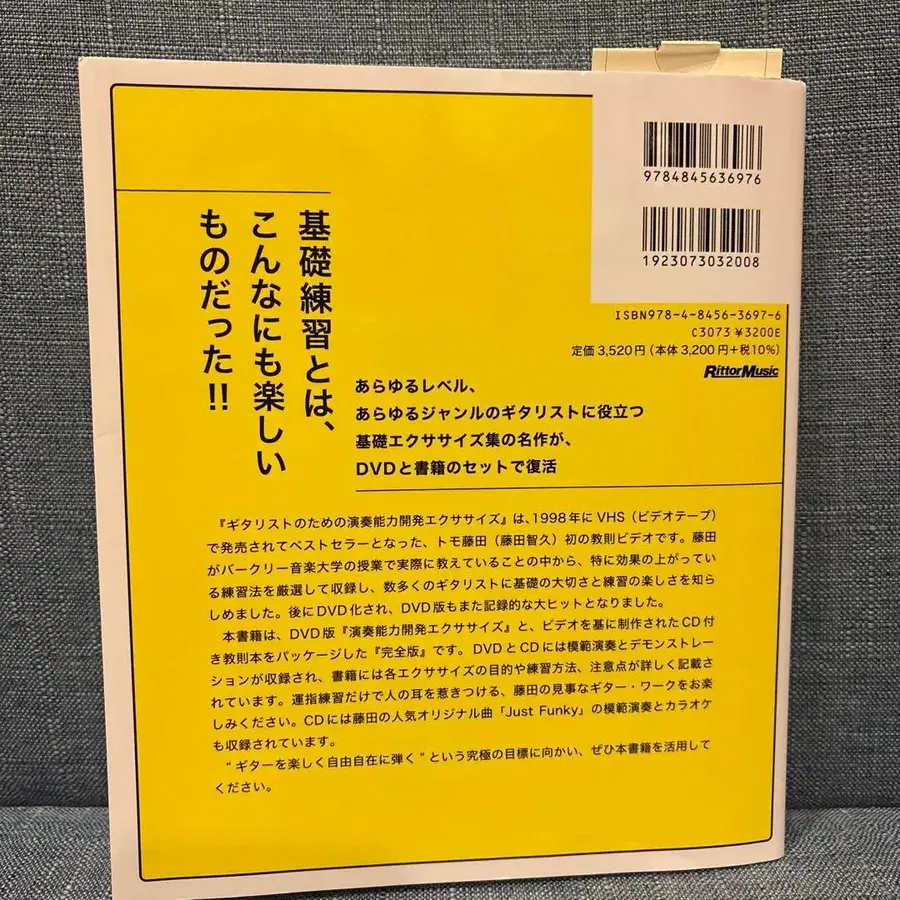 9784845636976
1923073032008
ISBN978-4-8456-3697-6
C3073 ¥3200E
定価 3,520円（本体 3,200円＋税10%）
RittorMusic
基礎練習とは、
こんなにも楽しい
ものだった!!
あらゆるレベル、
あらゆるジャンルのギタリストに役立つ
基礎エクササイズ集の名作が、
DVDと書籍のセットで復活
『ギタリストのための演奏能力開発エクササイズ』は、1998年に VHS（ビデオテープ）
で発売されてベストセラーとなった、トモ藤田（藤田智久）初の教則ビデオです。藤田
がバークリー音楽大学の授業で実際に教えていることの中から、特に効果の上がってい
る練習法を厳選して収録し、数多くのギタリストに基礎の大切さと練習の楽しさを知ら
しめました。後にDVD化され、DVD版もまた記録的な大ヒットとなりました。
本書籍は、DVD版『演奏能力開発エクササイズ』と、ビデオを基に制作されたCD付
き教則本をパッケージした『完全版』です。DVDとCDには模範演奏とデモンストレー
ションが収録され、書籍には各エクササイズの目的や練習方法、注意点が詳しく記載さ
れています。運指練習だけで人の耳を惹きつける、藤田の見事なギター・ワークをお楽
しみください。CDには藤田の人気オリジナル曲「Just Funky」の模範演奏とカラオケ
も収録されています。
“ギターを楽しく自由自在に弾く”という究極の目標に向かい、ぜひ本書籍を活用して
ください。